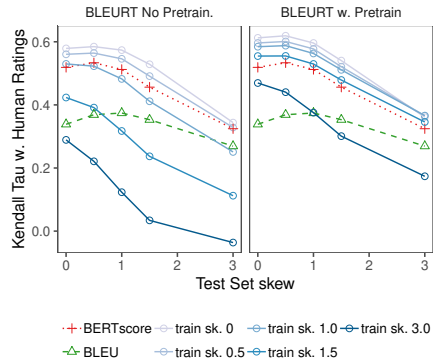 BLEURT No Pretrain.
BLEURT w. Pretrain
Kendall Tau w. Human Ratings
0.6
0.4
0.2
0.0
0 1 2 3 0 1 2 3
Test Set skew
BERTscore train sk. 0 train sk. 1.0 train sk. 3.0
BLEU train sk. 0.5 train sk. 1.5